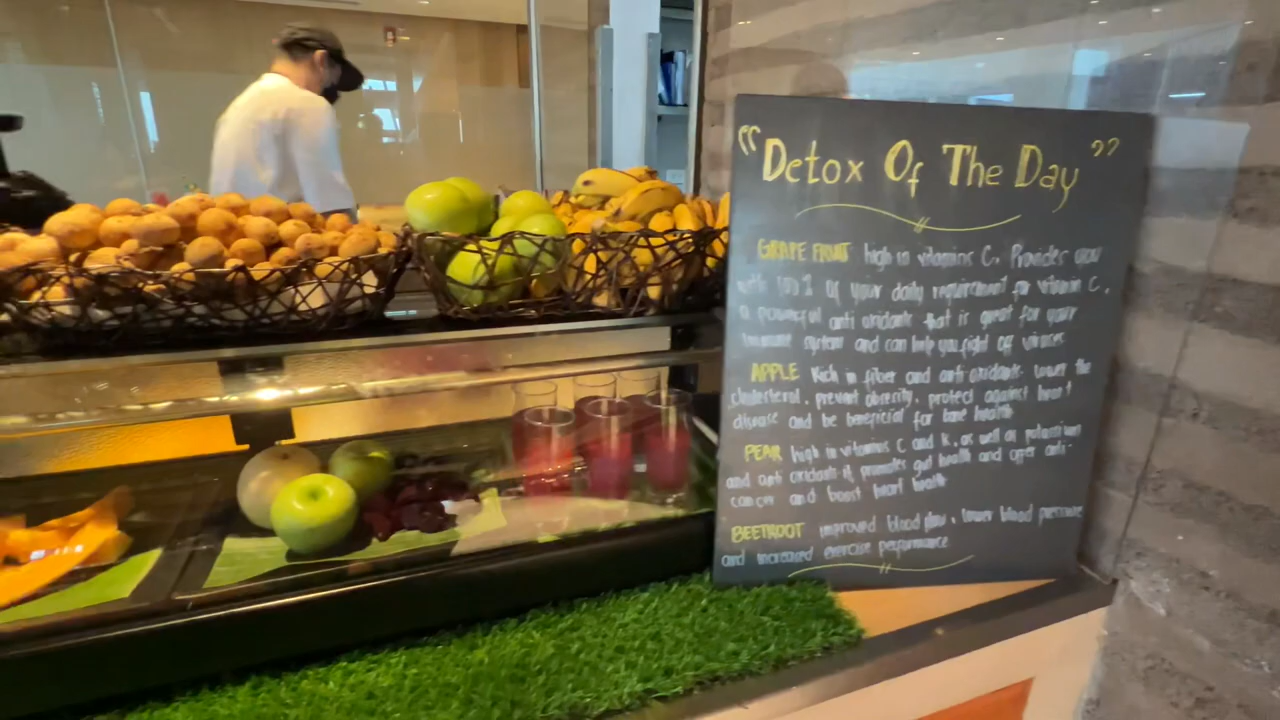 “Detox Of The Day”
GRAPE FRUIT high in vitamins C. Provides you
with 100% of your daily requirement for vitamin C,
a powerful anti oxidant that is great for your
immune system and can help you fight off viruses
APPLE Rich in fiber and anti oxidants. Lower the
cholesterol, prevent obecity, protect against heart
disease and be beneficial for bone health
PEAR high in vitamins C and K, as well as potassium
and anti oxidants it promotes gut health and offer anti-
cancer and boost heart health
BEETROOT improved blood flow, lower blood pressure
and increased exercise performance